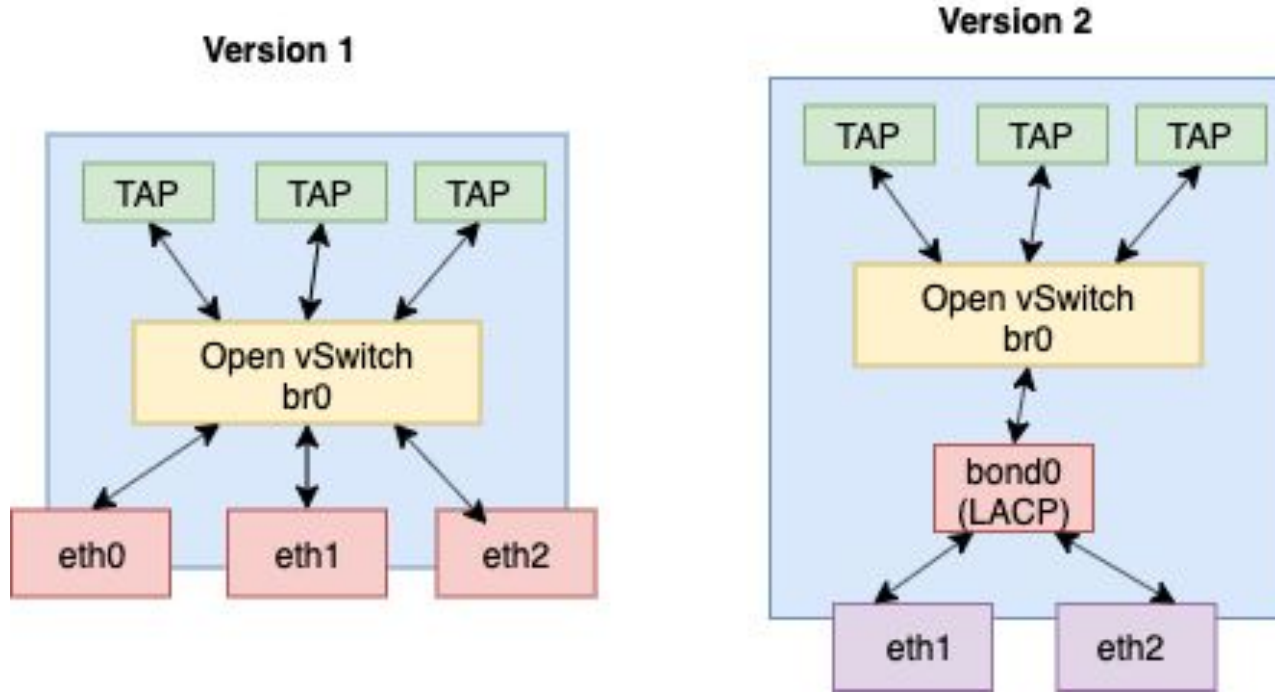 Version 1
TAP
TAP
TAP
Open vSwitch
br0
eth0
eth1
eth2
Version 2
TAP
TAP
TAP
Open vSwitch
br0
bond0
(LACP)
eth1
eth2